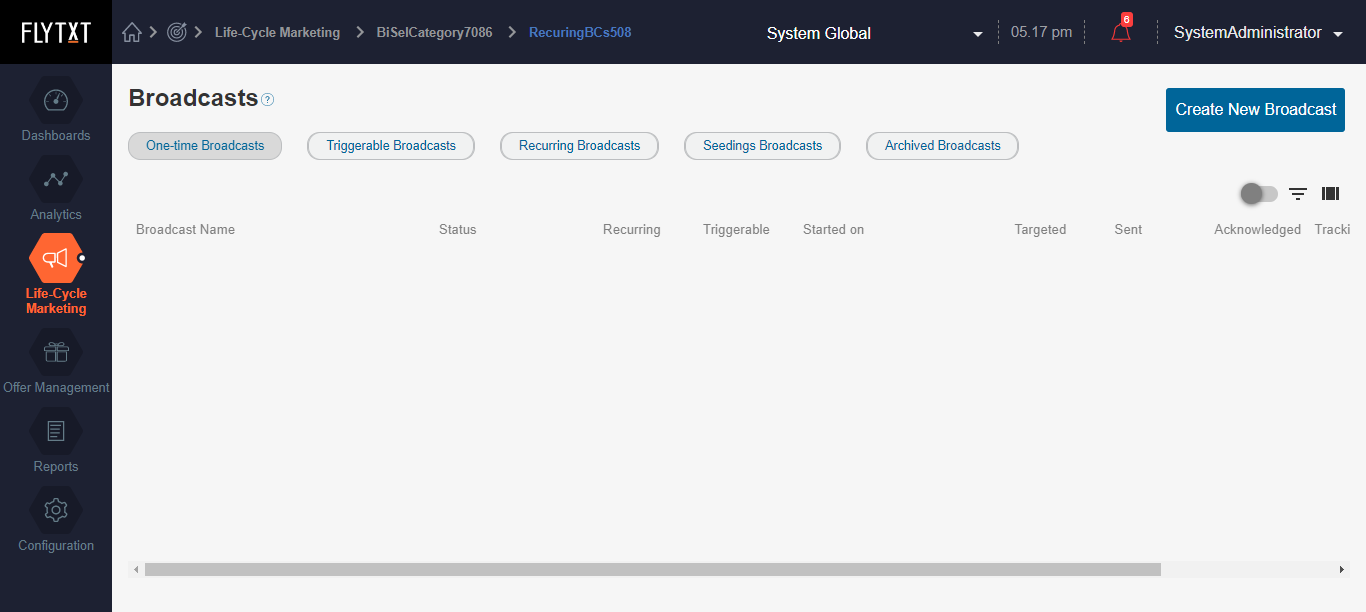 FLYTXT
Life-Cycle Marketing
BiSelCategory7086
RecuringBCs508
System Global
05.17 pm
6
SystemAdministrator
Dashboards
Analytics
Life-Cycle
Marketing
Offer Management
Reports
Configuration
Broadcasts ?
Create New Broadcast
One-time Broadcasts
Triggerable Broadcasts
Recurring Broadcasts
Seedings Broadcasts
Archived Broadcasts
Broadcast Name
Status
Recurring
Triggerable
Started on
Targeted
Sent
Acknowledged
Tracki